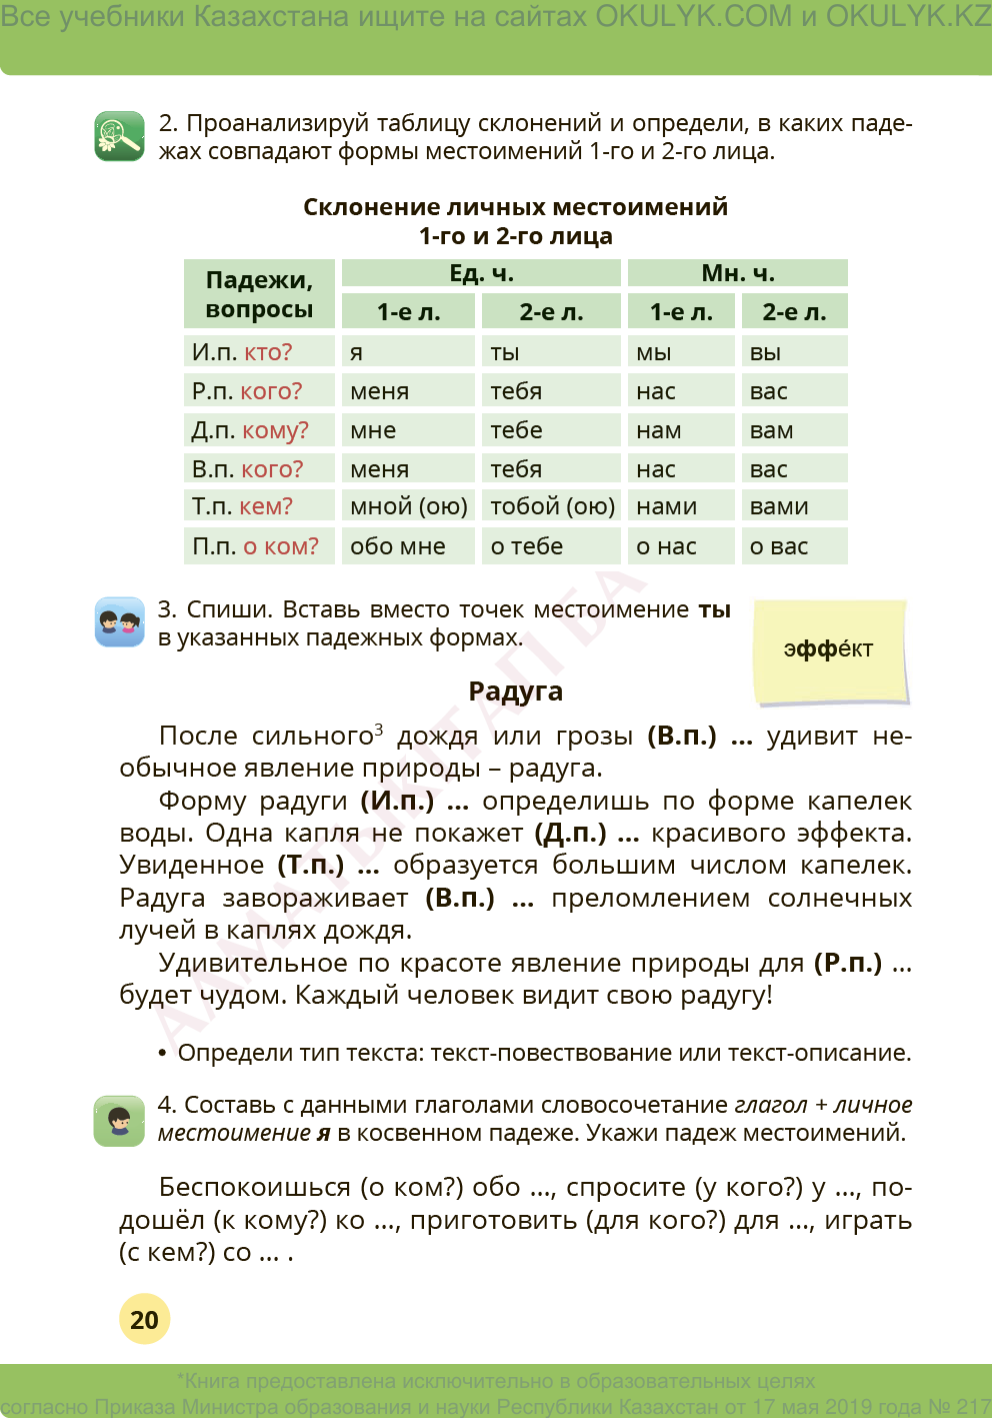 Все учебники Казахстана ищите на сайтах OKULYK.COM и OKULYK.KZ
2. Проанализируй таблицу склонений и определи, в каких паде-
жах совпадают формы местоимений 1-го и 2-го лица.
Склонение личных местоимений
1-го и 2-го лица
Падежи, вопросы Ед. ч. Мн. ч.
1-е л. 2-е л. 1-е л. 2-е л.
И.п. кто? я ты мы вы
Р.п. кого? меня тебя нас вас
Д.п. кому? мне тебе нам вам
В.п. кого? меня тебя нас вас
Т.п. кем? мной (ою) тобой (ою) нами вами
П.п. о ком? обо мне о тебе о нас о вас
3. Спиши. Вставь вместо точек местоимение ты
в указанных падежных формах.
эффе́кт
Радуга
После сильного³ дождя или грозы (В.п.) ... удивит не-
обычное явление природы – радуга.
Форму радуги (И.п.) ... определишь по форме капелек
воды. Одна капля не покажет (Д.п.) ... красивого эффекта.
Увиденное (Т.п.) ... образуется большим числом капелек.
Радуга завораживает (В.п.) ... преломлением солнечных
лучей в каплях дождя.
Удивительное по красоте явление природы для (Р.п.) ...
будет чудом. Каждый человек видит свою радугу!
• Определи тип текста: текст-повествование или текст-описание.
4. Составь с данными глаголами словосочетание глагол + личное
местоимение я в косвенном падеже. Укажи падеж местоимений.
Беспокоишься (о ком?) обо ..., спросите (у кого?) у ..., по-
дошёл (к кому?) ко ..., приготовить (для кого?) для ..., играть
(с кем?) со ... .
20
*Книга предоставлена исключительно в образовательных целях
согласно Приказа Министра образования и науки Республики Казахстан от 17 мая 2019 года № 217